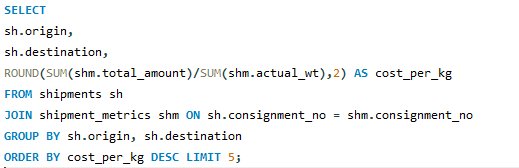 SELECT
sh.origin,
sh.destination,
ROUND(SUM(shm.total_amount)/SUM(shm.actual_wt),2) AS cost_per_kg
FROM shipments sh
JOIN shipment_metrics shm ON sh.consignment_no = shm.consignment_no
GROUP BY sh.origin, sh.destination
ORDER BY cost_per_kg DESC LIMIT 5;